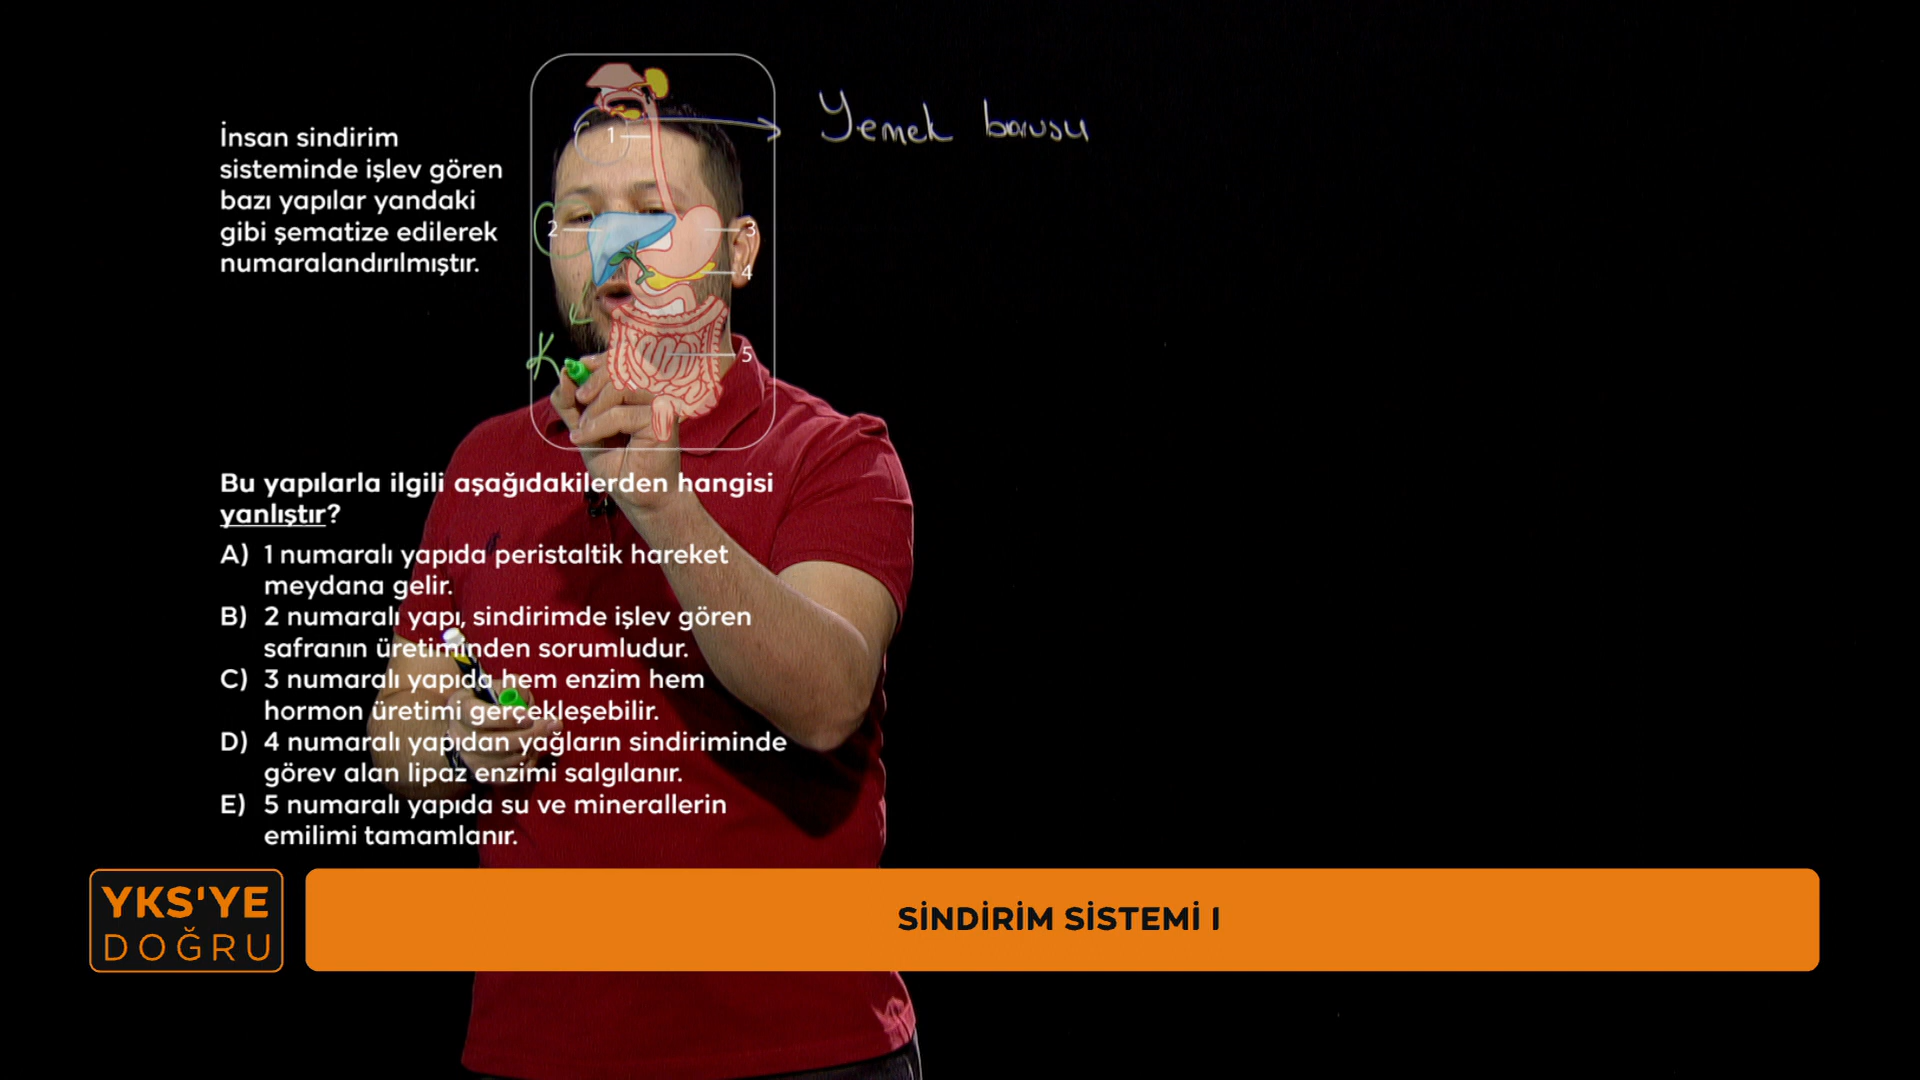 Yemek borusu
İnsan sindirim
sisteminde işlev gören
bazı yapılar yandaki
gibi şematize edilerek
numaralandırılmıştır.
1
2
3
4
5
K
Bu yapılarla ilgili aşağıdakilerden hangisi
yanlıştır?
A) 1 numaralı yapıda peristaltik hareket
meydana gelir.
B) 2 numaralı yapı, sindirimde işlev gören
safranın üretiminden sorumludur.
C) 3 numaralı yapıda hem enzim hem
hormon üretimi gerçekleşebilir.
D) 4 numaralı yapıdan yağların sindiriminde
görev alan lipaz enzimi salgılanır.
E) 5 numaralı yapıda su ve minerallerin
emilimi tamamlanır.
YKS'YE
DOĞRU
SİNDİRİM SİSTEMİ I